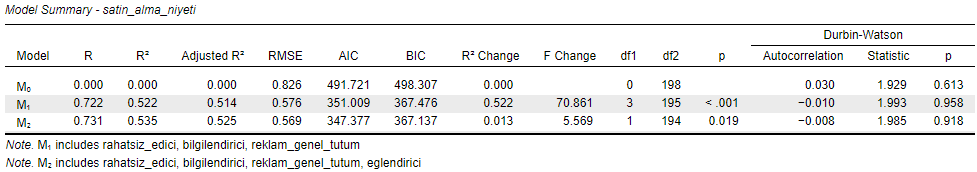 Model Summary - satin_alma_niyeti
Durbin-Watson
Model R R² Adjusted R² RMSE AIC BIC R² Change F Change df1 df2 p Autocorrelation Statistic p
M₀ 0.000 0.000 0.000 0.826 491.721 498.307 0.000 0 198 0.030 1.929 0.613
M₁ 0.722 0.522 0.514 0.576 351.009 367.476 0.522 70.861 3 195 < .001 −0.010 1.993 0.958
M₂ 0.731 0.535 0.525 0.569 347.377 367.137 0.013 5.569 1 194 0.019 −0.008 1.985 0.918
Note. M₁ includes rahatsiz_edici, bilgilendirici, reklam_genel_tutum
Note. M₂ includes rahatsiz_edici, bilgilendirici, reklam_genel_tutum, eglendirici